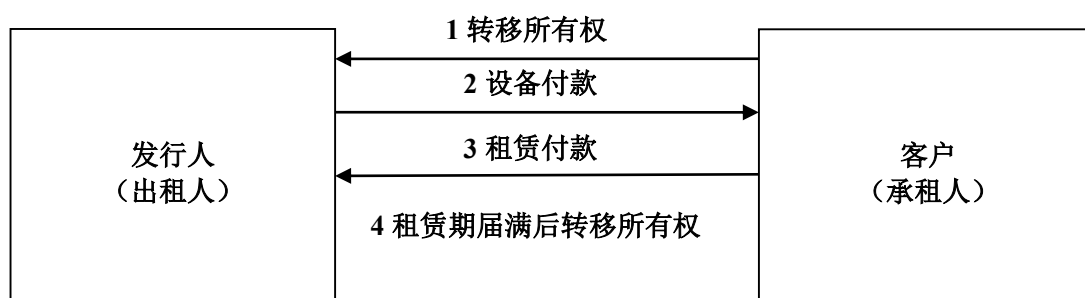 1 转移所有权
2 设备付款
3 租赁付款
4 租赁期届满后转移所有权
发行人
（出租人）
客户
（承租人）